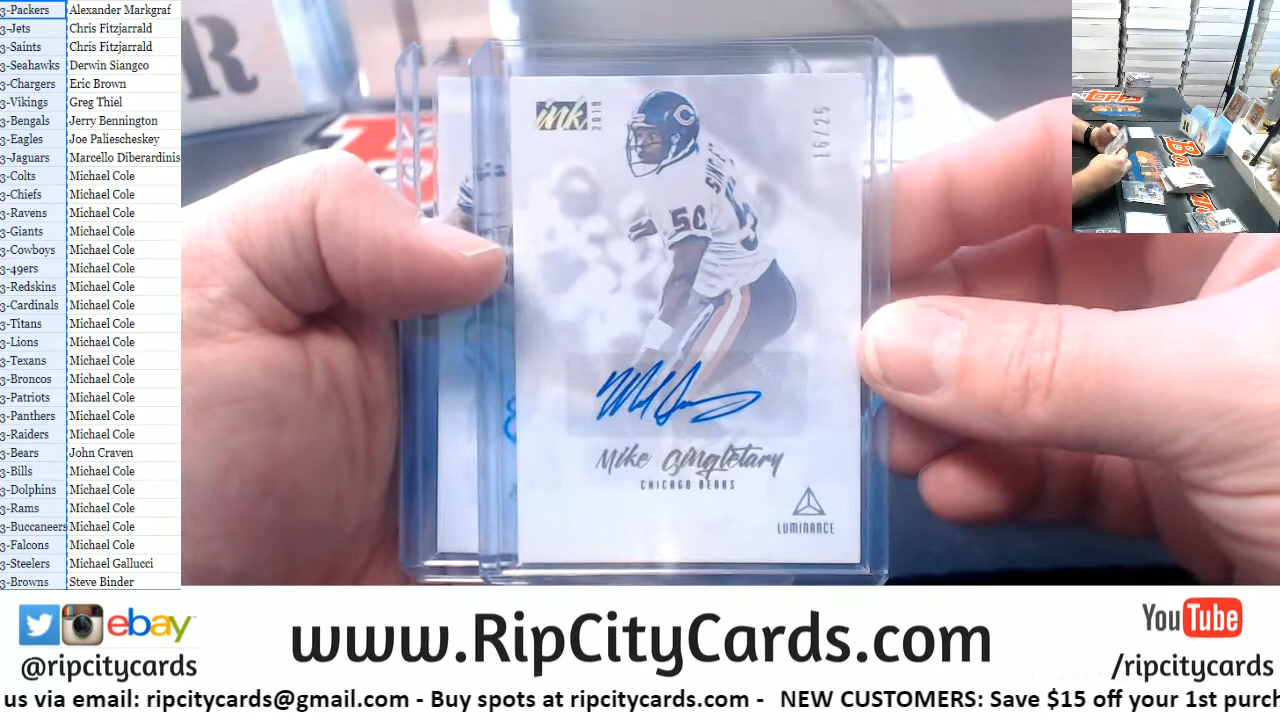 3-Packers Alexander Markgraf
3-Jets Chris Fitzjarrald
3-Saints Chris Fitzjarrald
3-Seahawks Derwin Siangco
3-Chargers Eric Brown
3-Vikings Greg Thiel
3-Bengals Jerry Bennington
3-Eagles Joe Paliescheskey
3-Jaguars Marcello Diberardinis
3-Colts Michael Cole
3-Chiefs Michael Cole
3-Ravens Michael Cole
3-Giants Michael Cole
3-Cowboys Michael Cole
3-49ers Michael Cole
3-Redskins Michael Cole
3-Cardinals Michael Cole
3-Titans Michael Cole
3-Lions Michael Cole
3-Texans Michael Cole
3-Broncos Michael Cole
3-Patriots Michael Cole
3-Panthers Michael Cole
3-Raiders Michael Cole
3-Bears John Craven
3-Bills Michael Cole
3-Dolphins Michael Cole
3-Rams Michael Cole
3-Buccaneers Michael Cole
3-Falcons Michael Cole
3-Steelers Michael Gallucci
3-Browns Steve Binder
ink 2019
16/25
50
Mike Singletary
CHICAGO BEARS
LUMINANCE
Topps
ebay
@ripcitycards
www.RipCityCards.com
YouTube
/ripcitycards
us via email: ripcitycards@gmail.com - Buy spots at ripcitycards.com - NEW CUSTOMERS: Save $15 off your 1st purch